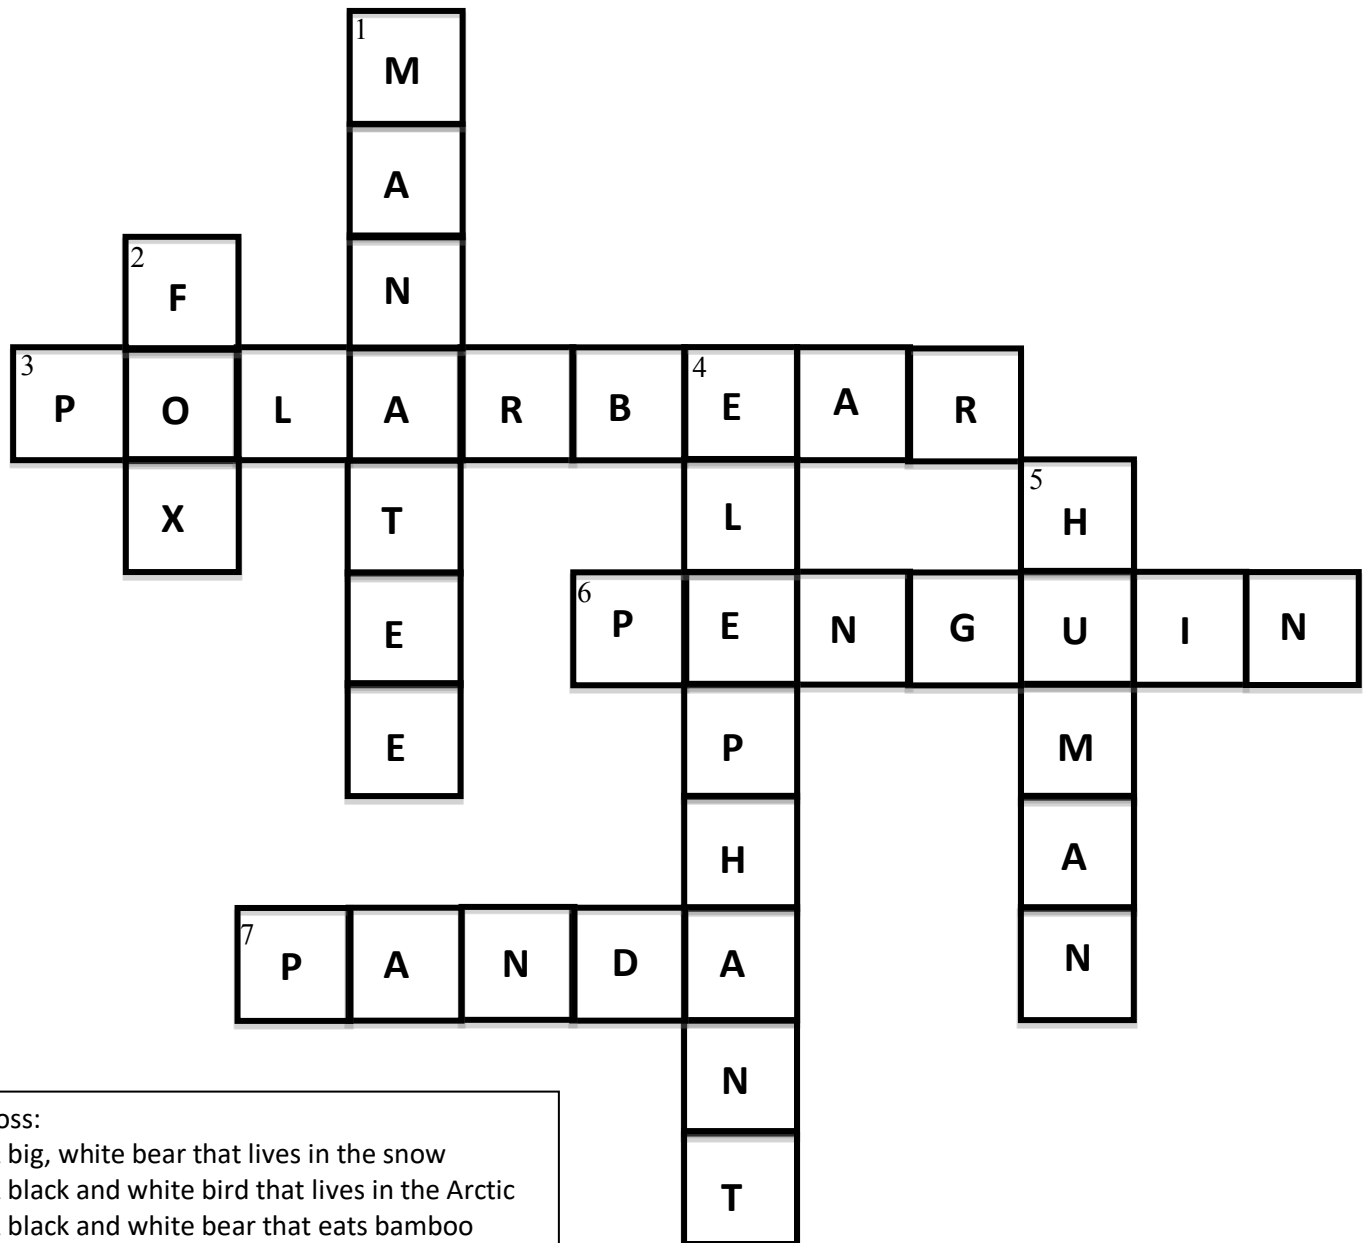 1
M
A
2
F
N
3
P O L A R B 4 E A R
X T L 5 H
E 6 P E N G U I N
E P M
H A
7 P A N D A N
N
oss:
big, white bear that lives in the snow
T
black and white bird that lives in the Arctic
black and white bear that eats bamboo